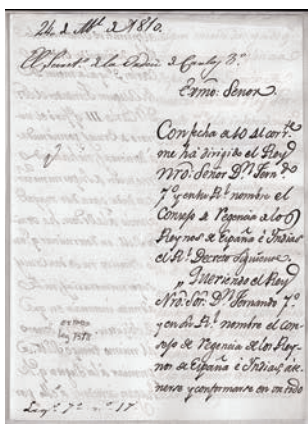 24 de Mzº de 1810.
El Secretº de la Orden de Carlos 3º
Exmo. Señor.
Con fecha de 10 del corrte
me ha dirigido el Rey
Nro. Señor Dn. Ferndo
7º y en su Rl. nombre el
Consejo de Regencia de los
Reynos de España é Indias
el Rl. Decreto siguiente
„ Queriendo el Rey
Nro. Sor. Dn. Fernando 7º
y en su Rl. nombre el con-
sejo de Regencia de los Rey-
nos de España é Indias, ate-
nerse y conformarse en un todo
Leg.º 7º nº 17